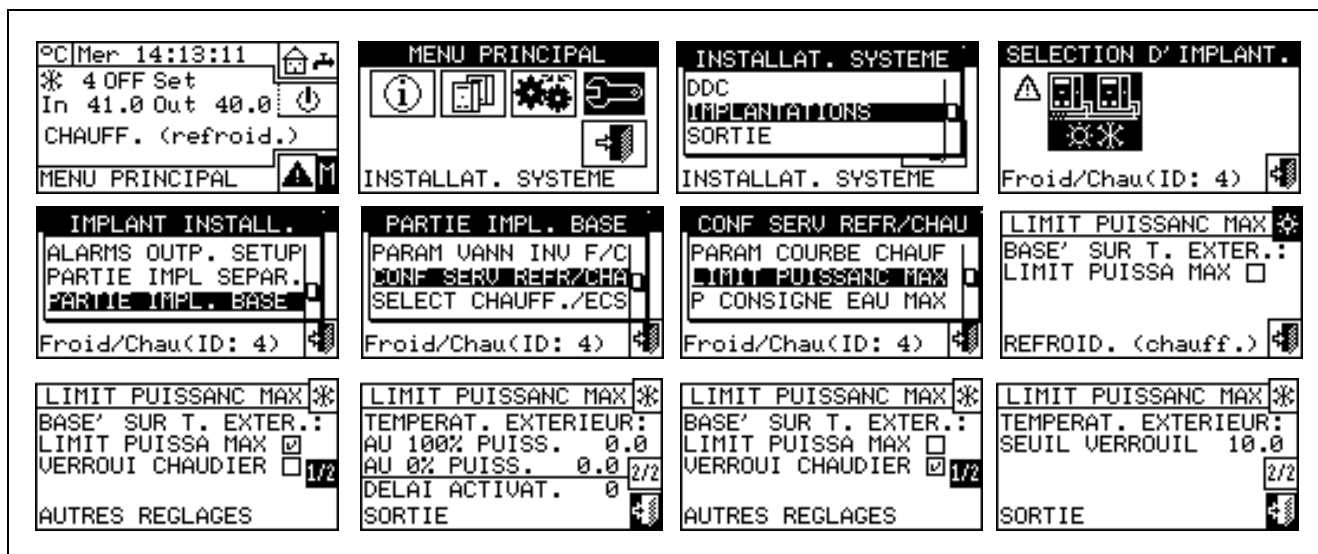 °C Mer 14:13:11
4 OFF Set
In 41.0 Out 40.0
CHAUFF. (refroid.)
MENU PRINCIPAL M
MENU PRINCIPAL
INSTALLAT. SYSTEME
INSTALLAT. SYSTEME
DDC
IMPLANTATIONS
SORTIE
INSTALLAT. SYSTEME
SELECTION D'IMPLANT.
Froid/Chau(ID: 4)
IMPLANT INSTALL.
ALARMS OUTP. SETUP
PARTIE IMPL SEPAR.
PARTIE IMPL. BASE
Froid/Chau(ID: 4)
PARTIE IMPL. BASE
PARAM VANN INV F/C
CONF SERV REFR/CHA
SELECT CHAUFF./ECS
Froid/Chau(ID: 4)
CONF SERV REFR/CHAU
PARAM COURBE CHAUF
LIMIT PUISSANC MAX
P CONSIGNE EAU MAX
Froid/Chau(ID: 4)
LIMIT PUISSANC MAX
BASE' SUR T. EXTER.:
LIMIT PUISSA MAX
REFROID. (chauff.)
LIMIT PUISSANC MAX
BASE' SUR T. EXTER.:
LIMIT PUISSA MAX
VERROUI CHAUDIER 1/2
AUTRES REGLAGES
LIMIT PUISSANC MAX
TEMPERAT. EXTERIEUR:
AU 100% PUISS. 0.0
AU 0% PUISS. 0.0
2/2
DELAI ACTIVAT. 0
SORTIE
LIMIT PUISSANC MAX
BASE' SUR T. EXTER.:
LIMIT PUISSA MAX
VERROUI CHAUDIER 1/2
AUTRES REGLAGES
LIMIT PUISSANC MAX
TEMPERAT. EXTERIEUR:
SEUIL VERROUIL 10.0
2/2
SORTIE